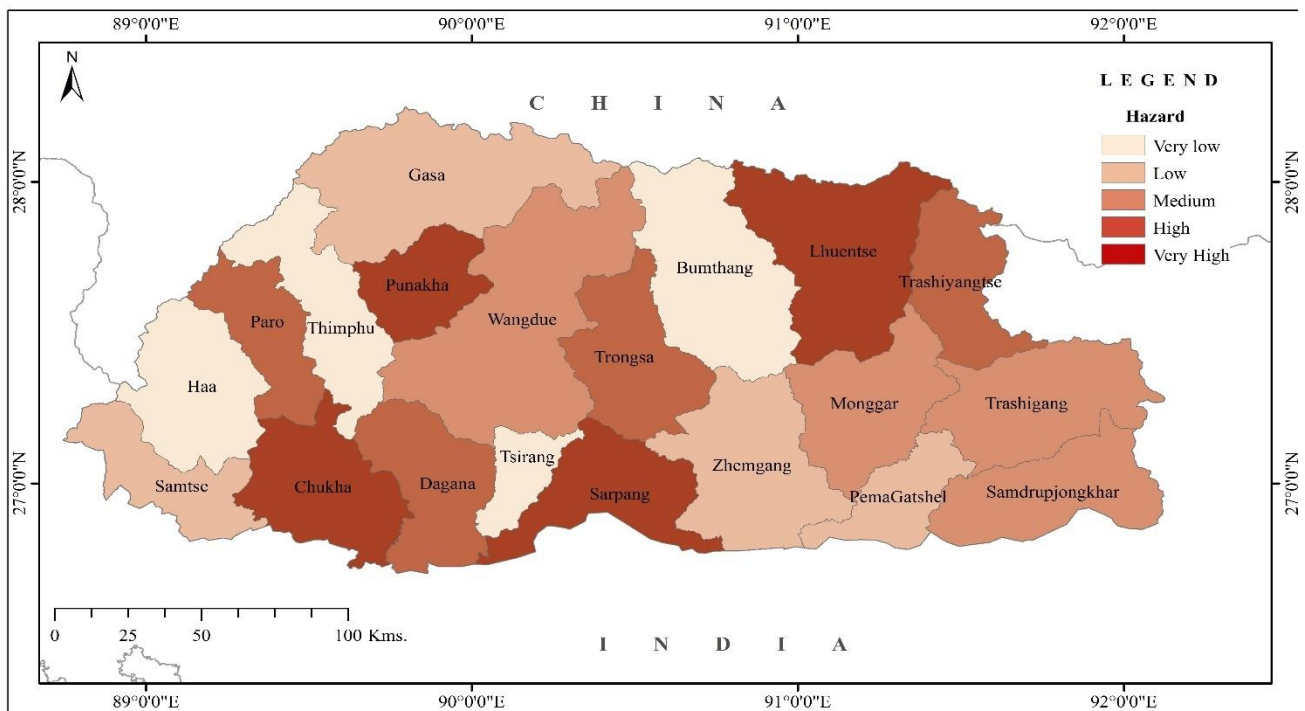 89°0'0"E 90°0'0"E 91°0'0"E 92°0'0"E
N
C H I N A
LEGEND
Hazard
Very low
Low
Medium
High
Very High
28°0'0"N
28°0'0"N
Gasa
Punakha
Bumthang
Lhuentse
Trashiyangtse
Paro
Thimphu
Wangdue
Trongsa
Haa
Monggar
Trashigang
Tsirang
Zhemgang
27°0'0"N
27°0'0"N
Samtse
Chukha
Dagana
Sarpang
PemaGatshel
Samdrupjongkhar
0 25 50 100 Kms.
I N D I A
89°0'0"E 90°0'0"E 91°0'0"E 92°0'0"E